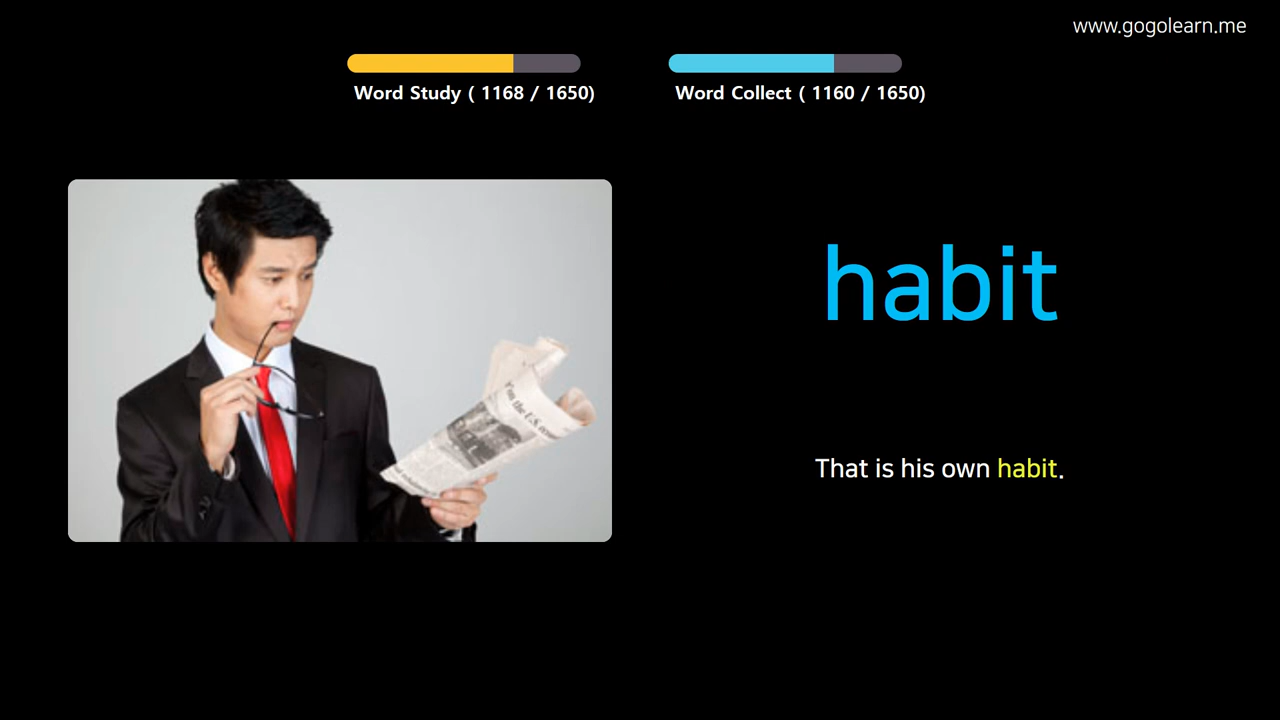 www.gogolearn.me
Word Study ( 1168 / 1650)
Word Collect ( 1160 / 1650)
habit
That is his own habit.